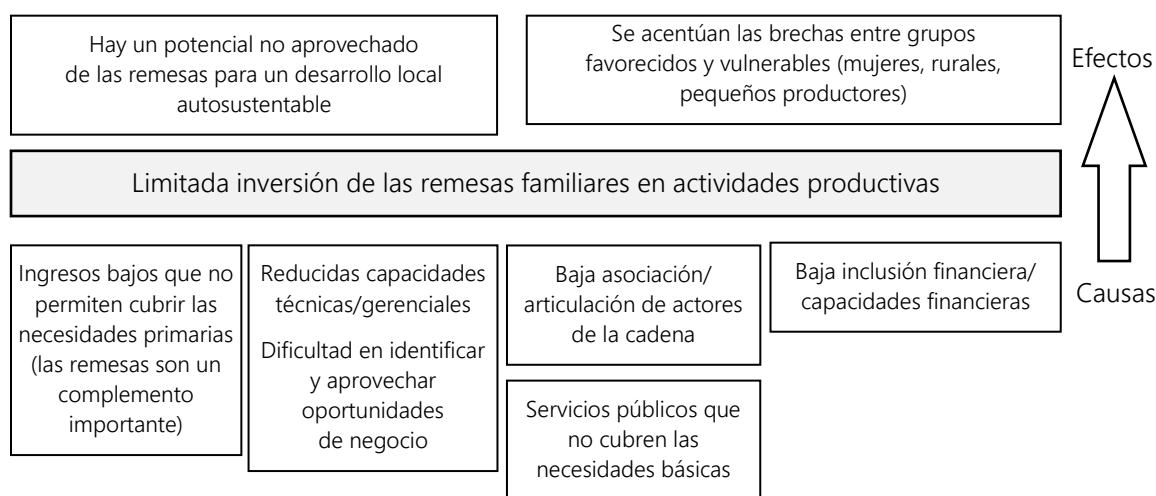 Hay un potencial no aprovechado
de las remesas para un desarrollo local
autosustentable
Se acentúan las brechas entre grupos
favorecidos y vulnerables (mujeres, rurales,
pequeños productores)
Efectos
Limitada inversión de las remesas familiares en actividades productivas
Ingresos bajos que no
permiten cubrir las
necesidades primarias
(las remesas son un
complemento
importante)
Reducidas capacidades
técnicas/gerenciales
Dificultad en identificar
y aprovechar
oportunidades
de negocio
Baja asociación/
articulación de actores
de la cadena
Servicios públicos que
no cubren las
necesidades básicas
Baja inclusión financiera/
capacidades financieras
Causas